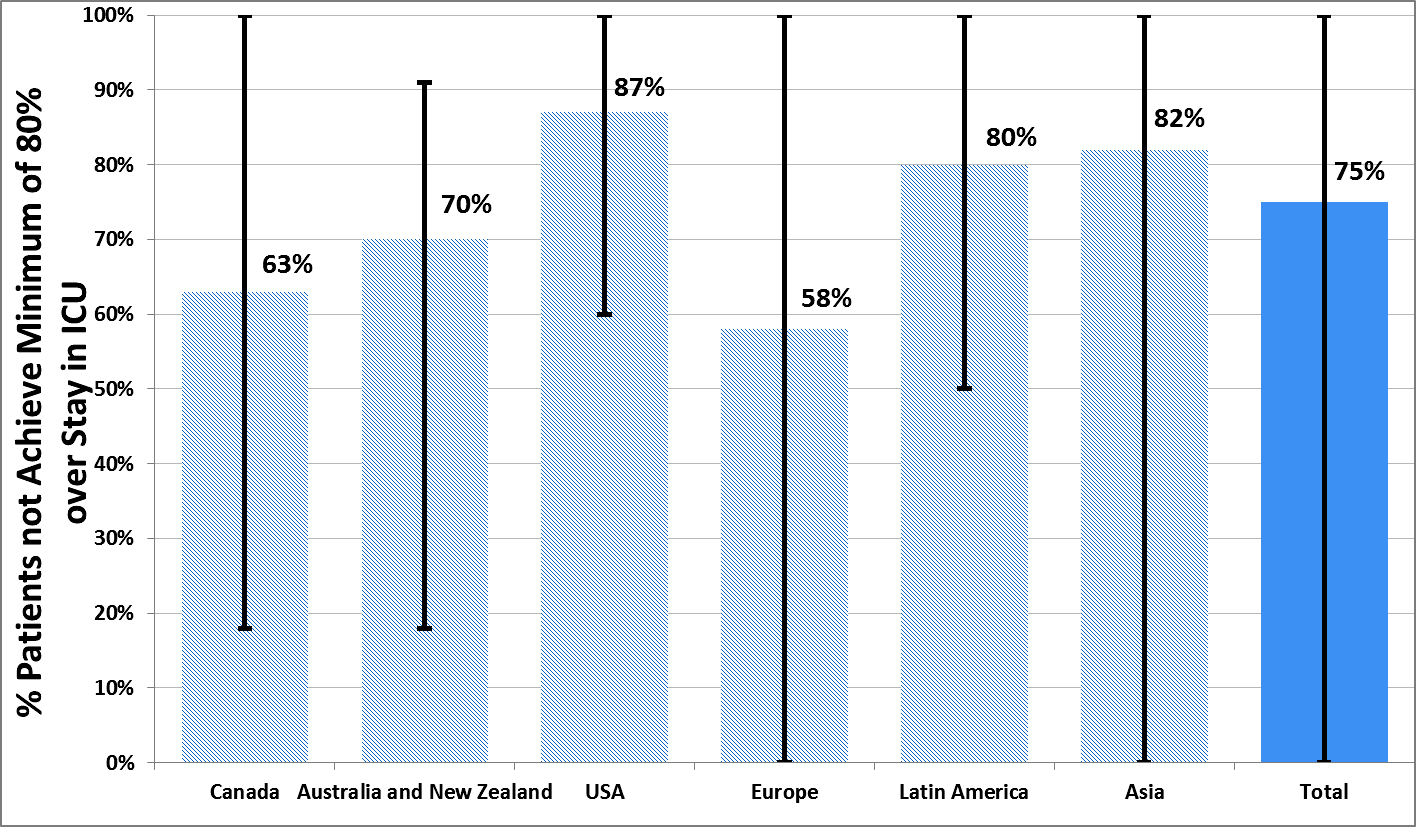 % Patients not Achieve Minimum of 80%
over Stay in ICU
100%
90%
80%
70%
60%
50%
40%
30%
20%
10%
0%
63%
70%
87%
58%
80%
82%
75%
Canada
Australia and New Zealand
USA
Europe
Latin America
Asia
Total